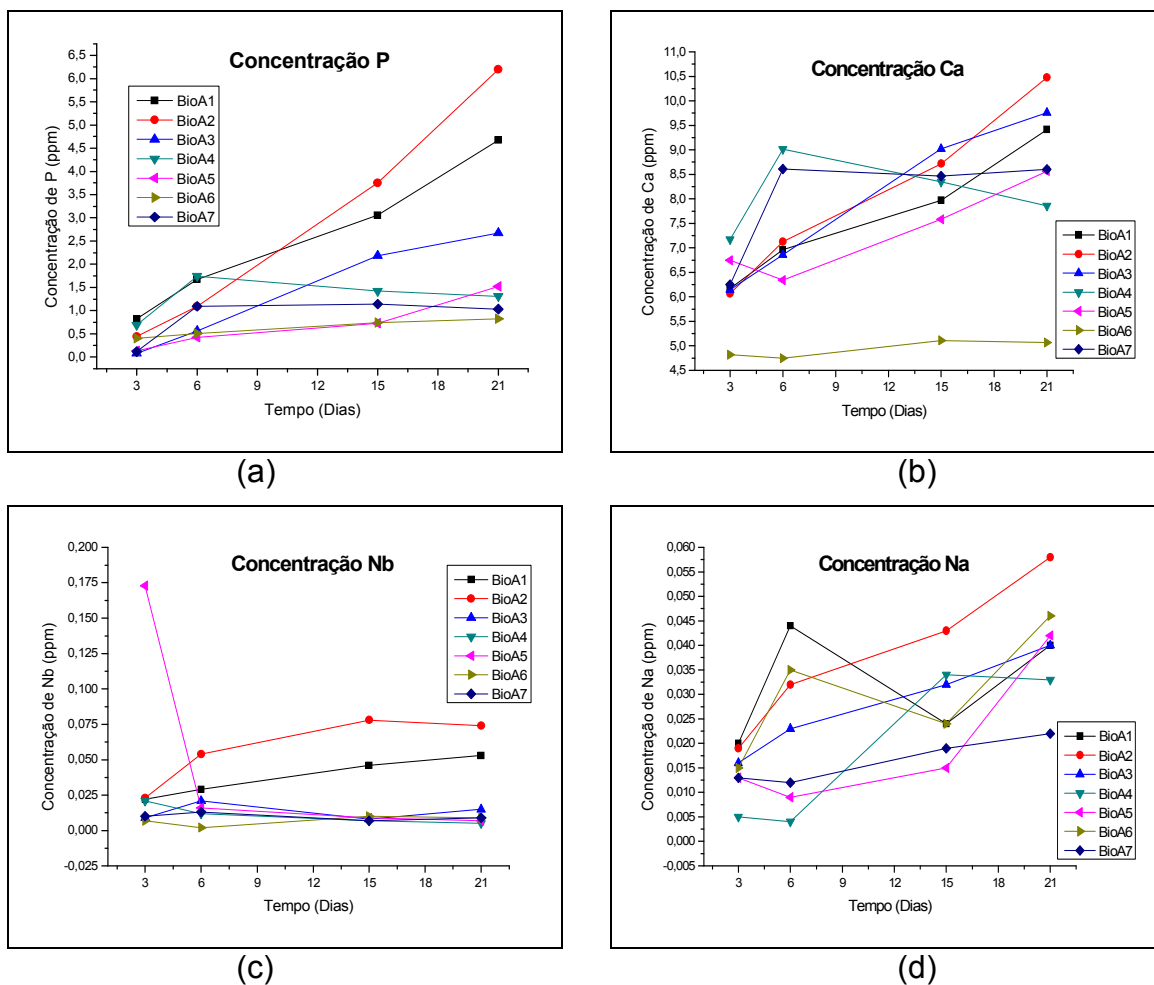 Concentração P
Concentração de P (ppm)
6,5
6,0
5,5
5,0
4,5
4,0
3,5
3,0
2,5
2,0
1,5
1,0
0,5
0,0
BioA1
BioA2
BioA3
BioA4
BioA5
BioA6
BioA7
3 6 9 12 15 18 21
Tempo (Dias)
(a)
Concentração Ca
Concentração de Ca (ppm)
11,0
10,5
10,0
9,5
9,0
8,5
8,0
7,5
7,0
6,5
6,0
5,5
5,0
4,5
BioA1
BioA2
BioA3
BioA4
BioA5
BioA6
BioA7
3 6 9 12 15 18 21
Tempo (Dias)
(b)
Concentração Nb
Concentração de Nb (ppm)
0,200
0,175
0,150
0,125
0,100
0,075
0,050
0,025
0,000
-0,025
BioA1
BioA2
BioA3
BioA4
BioA5
BioA6
BioA7
3 6 9 12 15 18 21
Tempo (Dias)
(c)
Concentração Na
Concentração de Na (ppm)
0,060
0,055
0,050
0,045
0,040
0,035
0,030
0,025
0,020
0,015
0,010
0,005
0,000
-0,005
BioA1
BioA2
BioA3
BioA4
BioA5
BioA6
BioA7
3 6 9 12 15 18 21
Tempo (Dias)
(d)